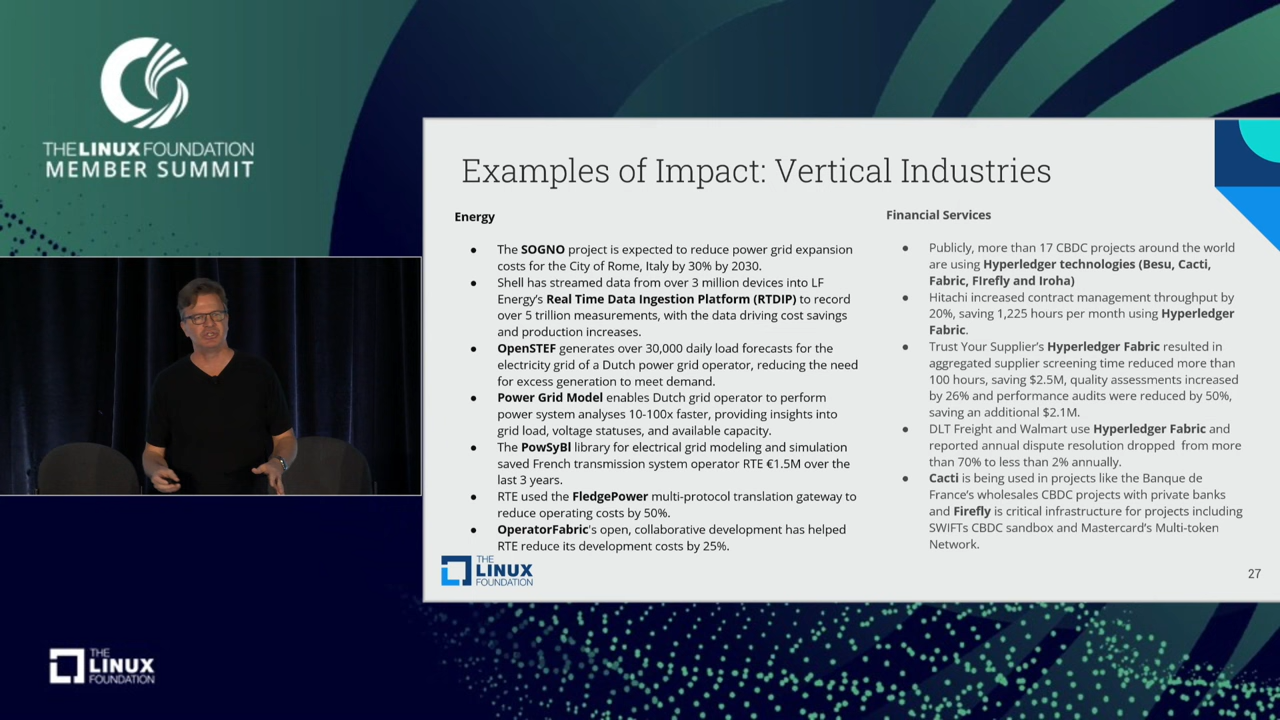 THE LINUX FOUNDATION
MEMBER SUMMIT
Examples of Impact: Vertical Industries
Energy
● The SOGNO project is expected to reduce power grid expansion
costs for the City of Rome, Italy by 30% by 2030.
● Shell has streamed data from over 3 million devices into LF
Energy's Real Time Data Ingestion Platform (RTDIP) to record
over 5 trillion measurements, with the data driving cost savings
and production increases.
● OpenSTEF generates over 30,000 daily load forecasts for the
electricity grid of a Dutch power grid operator, reducing the need
for excess generation to meet demand.
● Power Grid Model enables Dutch grid operator to perform
power system analyses 10-100x faster, providing insights into
grid load, voltage statuses, and available capacity.
● The PowSyBl library for electrical grid modeling and simulation
saved French transmission system operator RTE €1.5M over the
last 3 years.
● RTE used the FledgePower multi-protocol translation gateway to
reduce operating costs by 50%.
● OperatorFabric's open, collaborative development has helped
RTE reduce its development costs by 25%.
Financial Services
● Publicly, more than 17 CBDC projects around the world
are using Hyperledger technologies (Besu, Cacti,
Fabric, FIrefly and Iroha)
● Hitachi increased contract management throughput by
20%, saving 1,225 hours per month using Hyperledger
Fabric.
● Trust Your Supplier's Hyperledger Fabric resulted in
aggregated supplier screening time reduced more than
100 hours, saving $2.5M, quality assessments increased
by 26% and performance audits were reduced by 50%,
saving an additional $2.1M.
● DLT Freight and Walmart use Hyperledger Fabric and
reported annual dispute resolution dropped from more
than 70% to less than 2% annually.
● Cacti is being used in projects like the Banque de
France's wholesales CBDC projects with private banks
and Firefly is critical infrastructure for projects including
SWIFTs CBDC sandbox and Mastercard's Multi-token
Network.
THE
LINUX
FOUNDATION
27
THE
LINUX
FOUNDATION